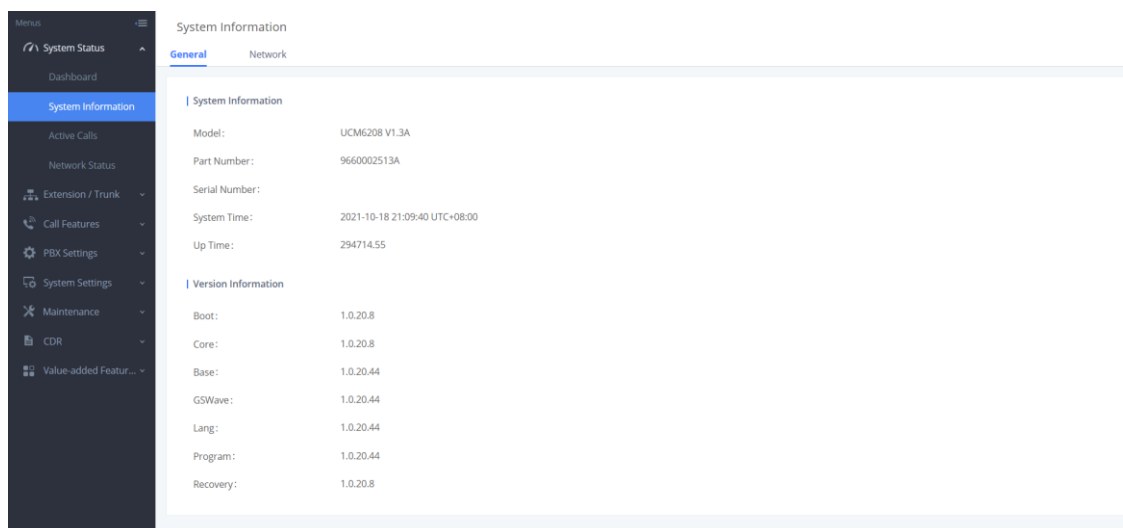 Menus
System Status
Dashboard
System Information
Active Calls
Network Status
Extension / Trunk
Call Features
PBX Settings
System Settings
Maintenance
CDR
Value-added Featur...
System Information
General Network
System Information
Model: UCM6208 V1.3A
Part Number: 9660002513A
Serial Number:
System Time: 2021-10-18 21:09:40 UTC+08:00
Up Time: 294714.55
Version Information
Boot: 1.0.20.8
Core: 1.0.20.8
Base: 1.0.20.44
GSWave: 1.0.20.44
Lang: 1.0.20.44
Program: 1.0.20.44
Recovery: 1.0.20.8